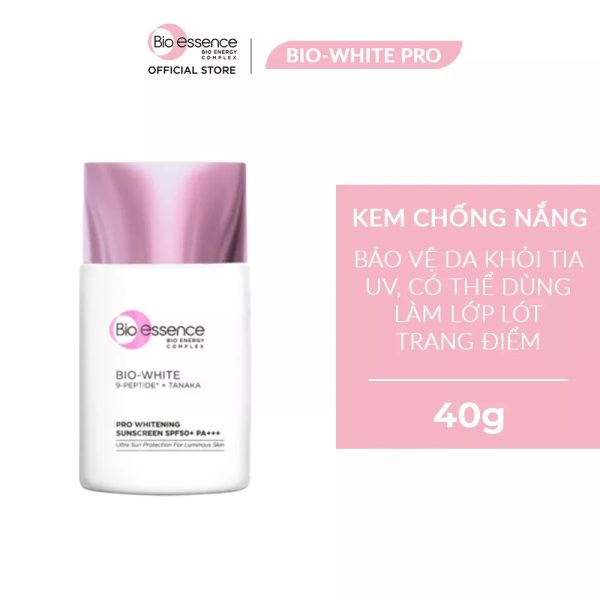 Bio essence
BIO ENERGY
COMPLEX
OFFICIAL STORE
BIO-WHITE PRO
Bio essence
BIO ENERGY
COMPLEX
BIO-WHITE
9-PEPTIDE* + TANAKA
PRO WHITENING
SUNSCREEN SPF50+ PA+++
Ultra Sun Protection For Luminous Skin
KEM CHỐNG NẮNG
BẢO VỆ DA KHỎI TIA
UV, CÓ THỂ DÙNG
LÀM LỚP LÓT
TRANG ĐIỂM
40g